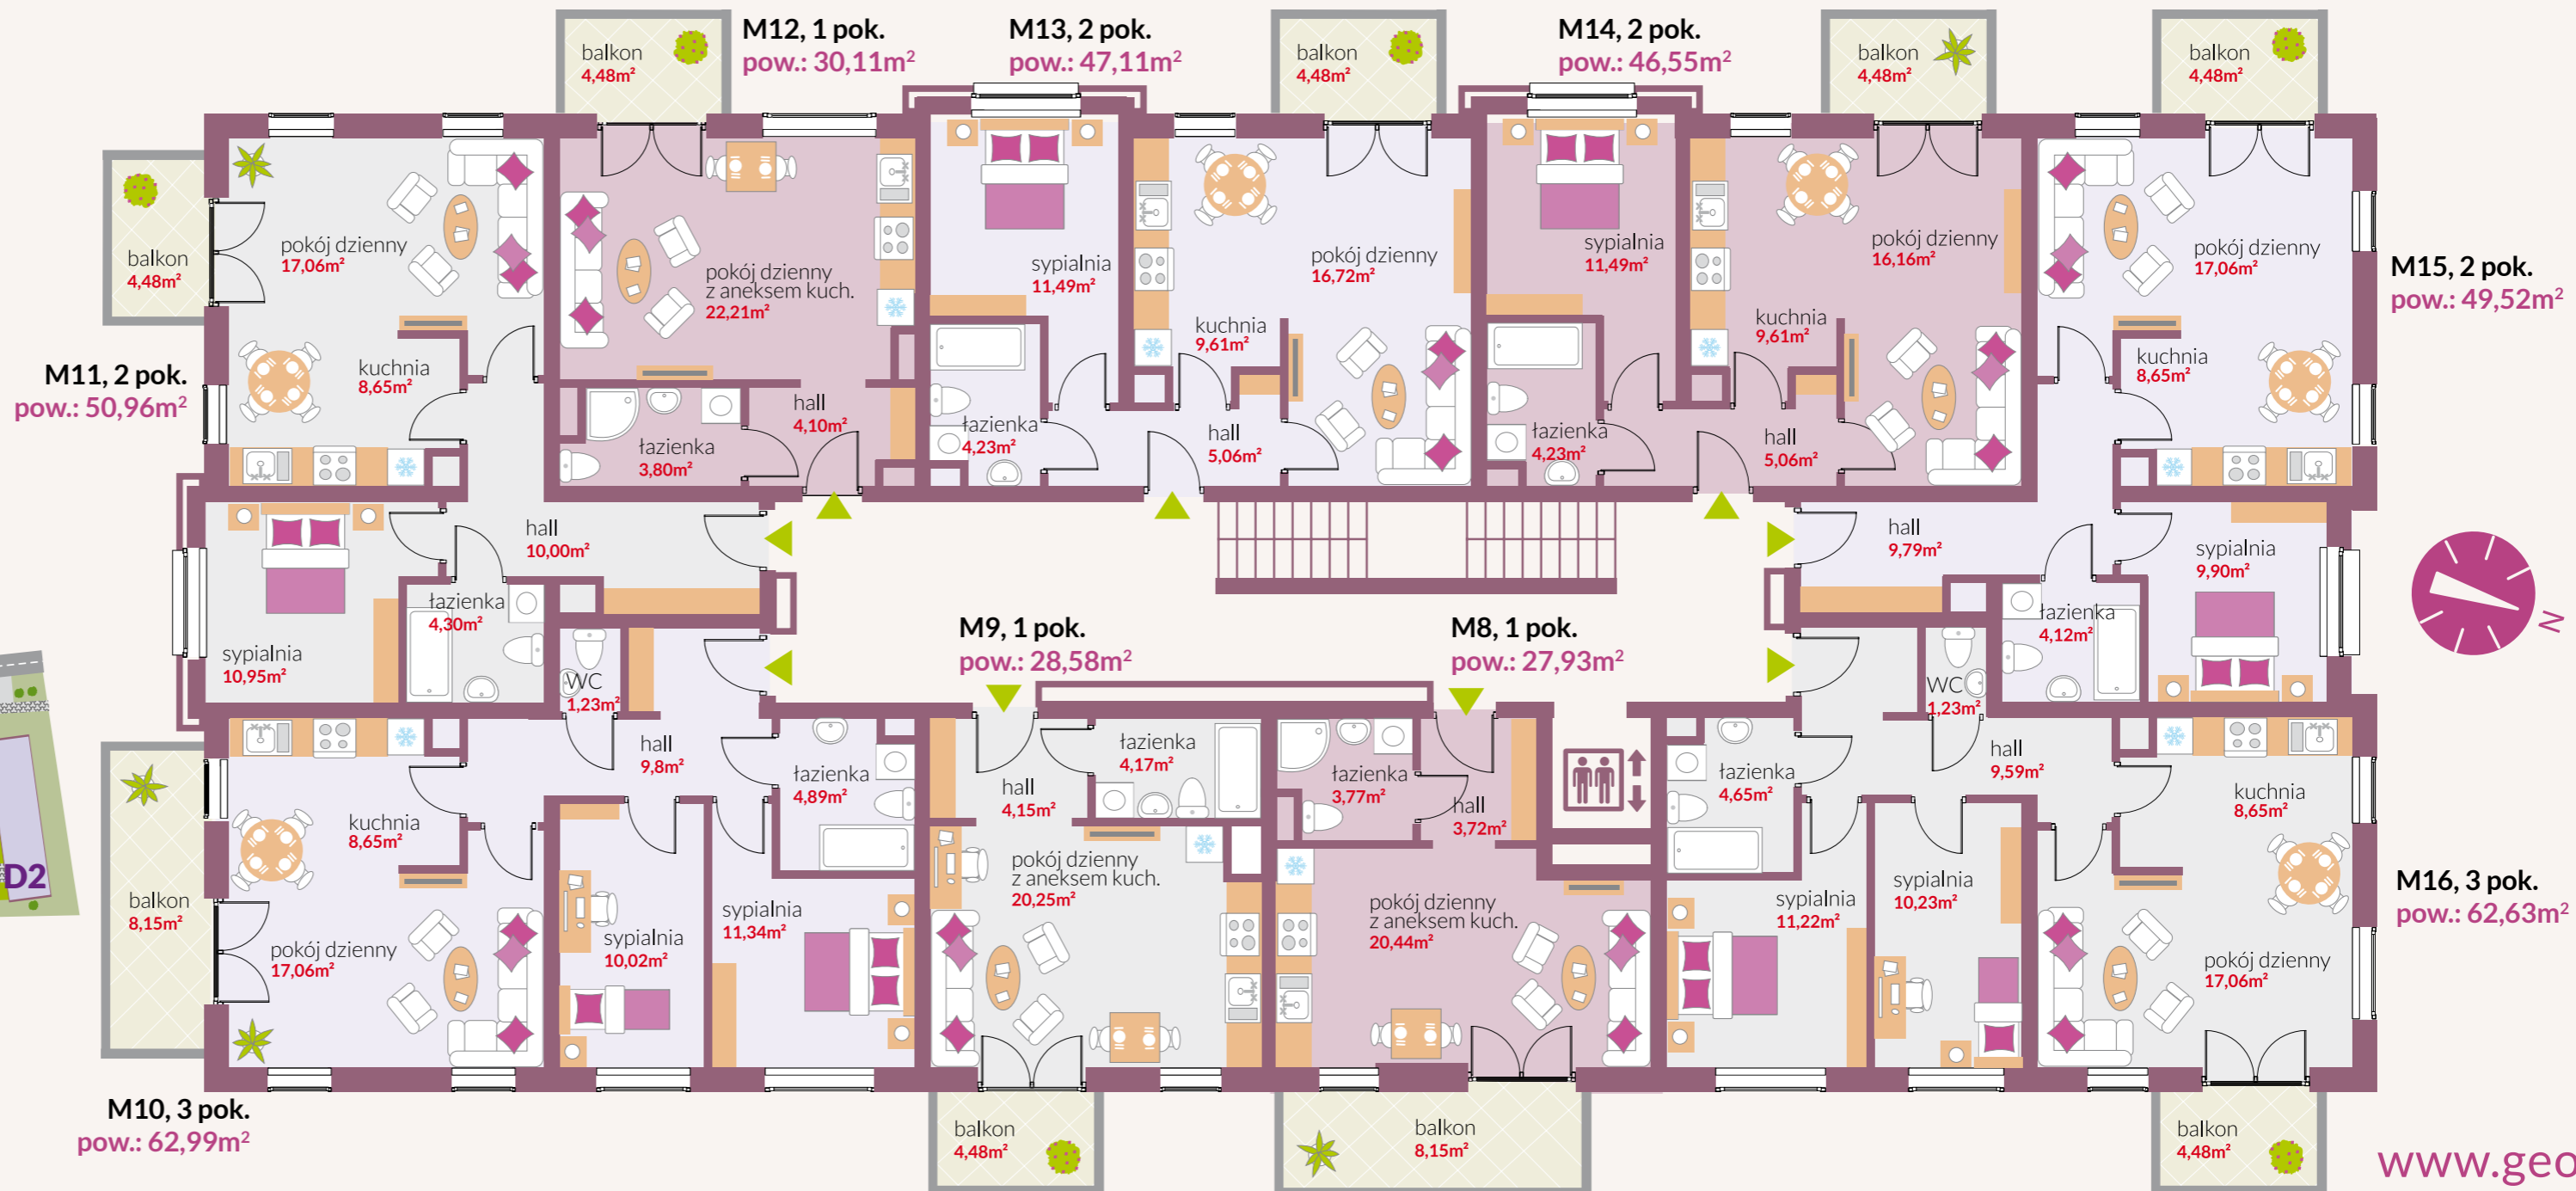 M12, 1 pok.
pow.: 30,11m²
M13, 2 pok.
pow.: 47,11m²
M14, 2 pok.
pow.: 46,55m²
balkon
4,48m²
balkon
4,48m²
balkon
4,48m²
balkon
4,48m²
balkon
4,48m²
pokój dzienny
17,06m²
kuchnia
8,65m²
M11, 2 pok.
pow.: 50,96m²
pokój dzienny
z aneksem kuch.
22,21m²
łazienka
3,80m²
hall
4,10m²
sypialnia
11,49m²
łazienka
4,23m²
kuchnia
9,61m²
pokój dzienny
16,72m²
hall
5,06m²
sypialnia
11,49m²
łazienka
4,23m²
kuchnia
9,61m²
pokój dzienny
16,16m²
hall
5,06m²
pokój dzienny
17,06m²
kuchnia
8,65m²
M15, 2 pok.
pow.: 49,52m²
hall
10,00m²
sypialnia
10,95m²
łazienka
4,30m²
hall
9,79m²
sypialnia
9,90m²
łazienka
4,12m²
N
M9, 1 pok.
pow.: 28,58m²
M8, 1 pok.
pow.: 27,93m²
WC
1,23m²
hall
9,8m²
łazienka
4,89m²
kuchnia
8,65m²
balkon
8,15m²
pokój dzienny
17,06m²
sypialnia
10,02m²
sypialnia
11,34m²
hall
4,15m²
łazienka
4,17m²
pokój dzienny
z aneksem kuch.
20,25m²
łazienka
3,77m²
hall
3,72m²
pokój dzienny
z aneksem kuch.
20,44m²
łazienka
4,65m²
WC
1,23m²
hall
9,59m²
kuchnia
8,65m²
sypialnia
11,22m²
sypialnia
10,23m²
pokój dzienny
17,06m²
M16, 3 pok.
pow.: 62,63m²
D2
M10, 3 pok.
pow.: 62,99m²
balkon
4,48m²
balkon
8,15m²
balkon
4,48m²
www.geo